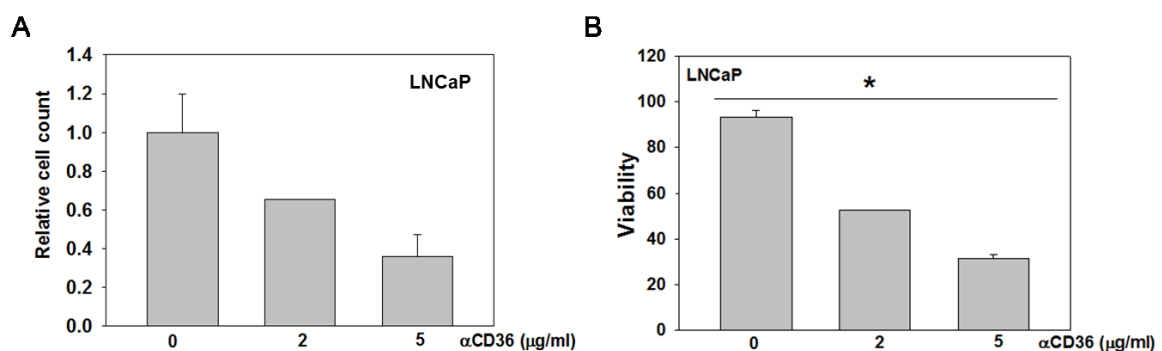 A
Relative cell count
1.4
1.2
1.0
0.8
0.6
0.4
0.2
0.0
LNCaP
0 2 5 αCD36 (μg/ml)
B
Viability
120
100
80
60
40
20
0
LNCaP
*
0 2 5 αCD36 (μg/ml)